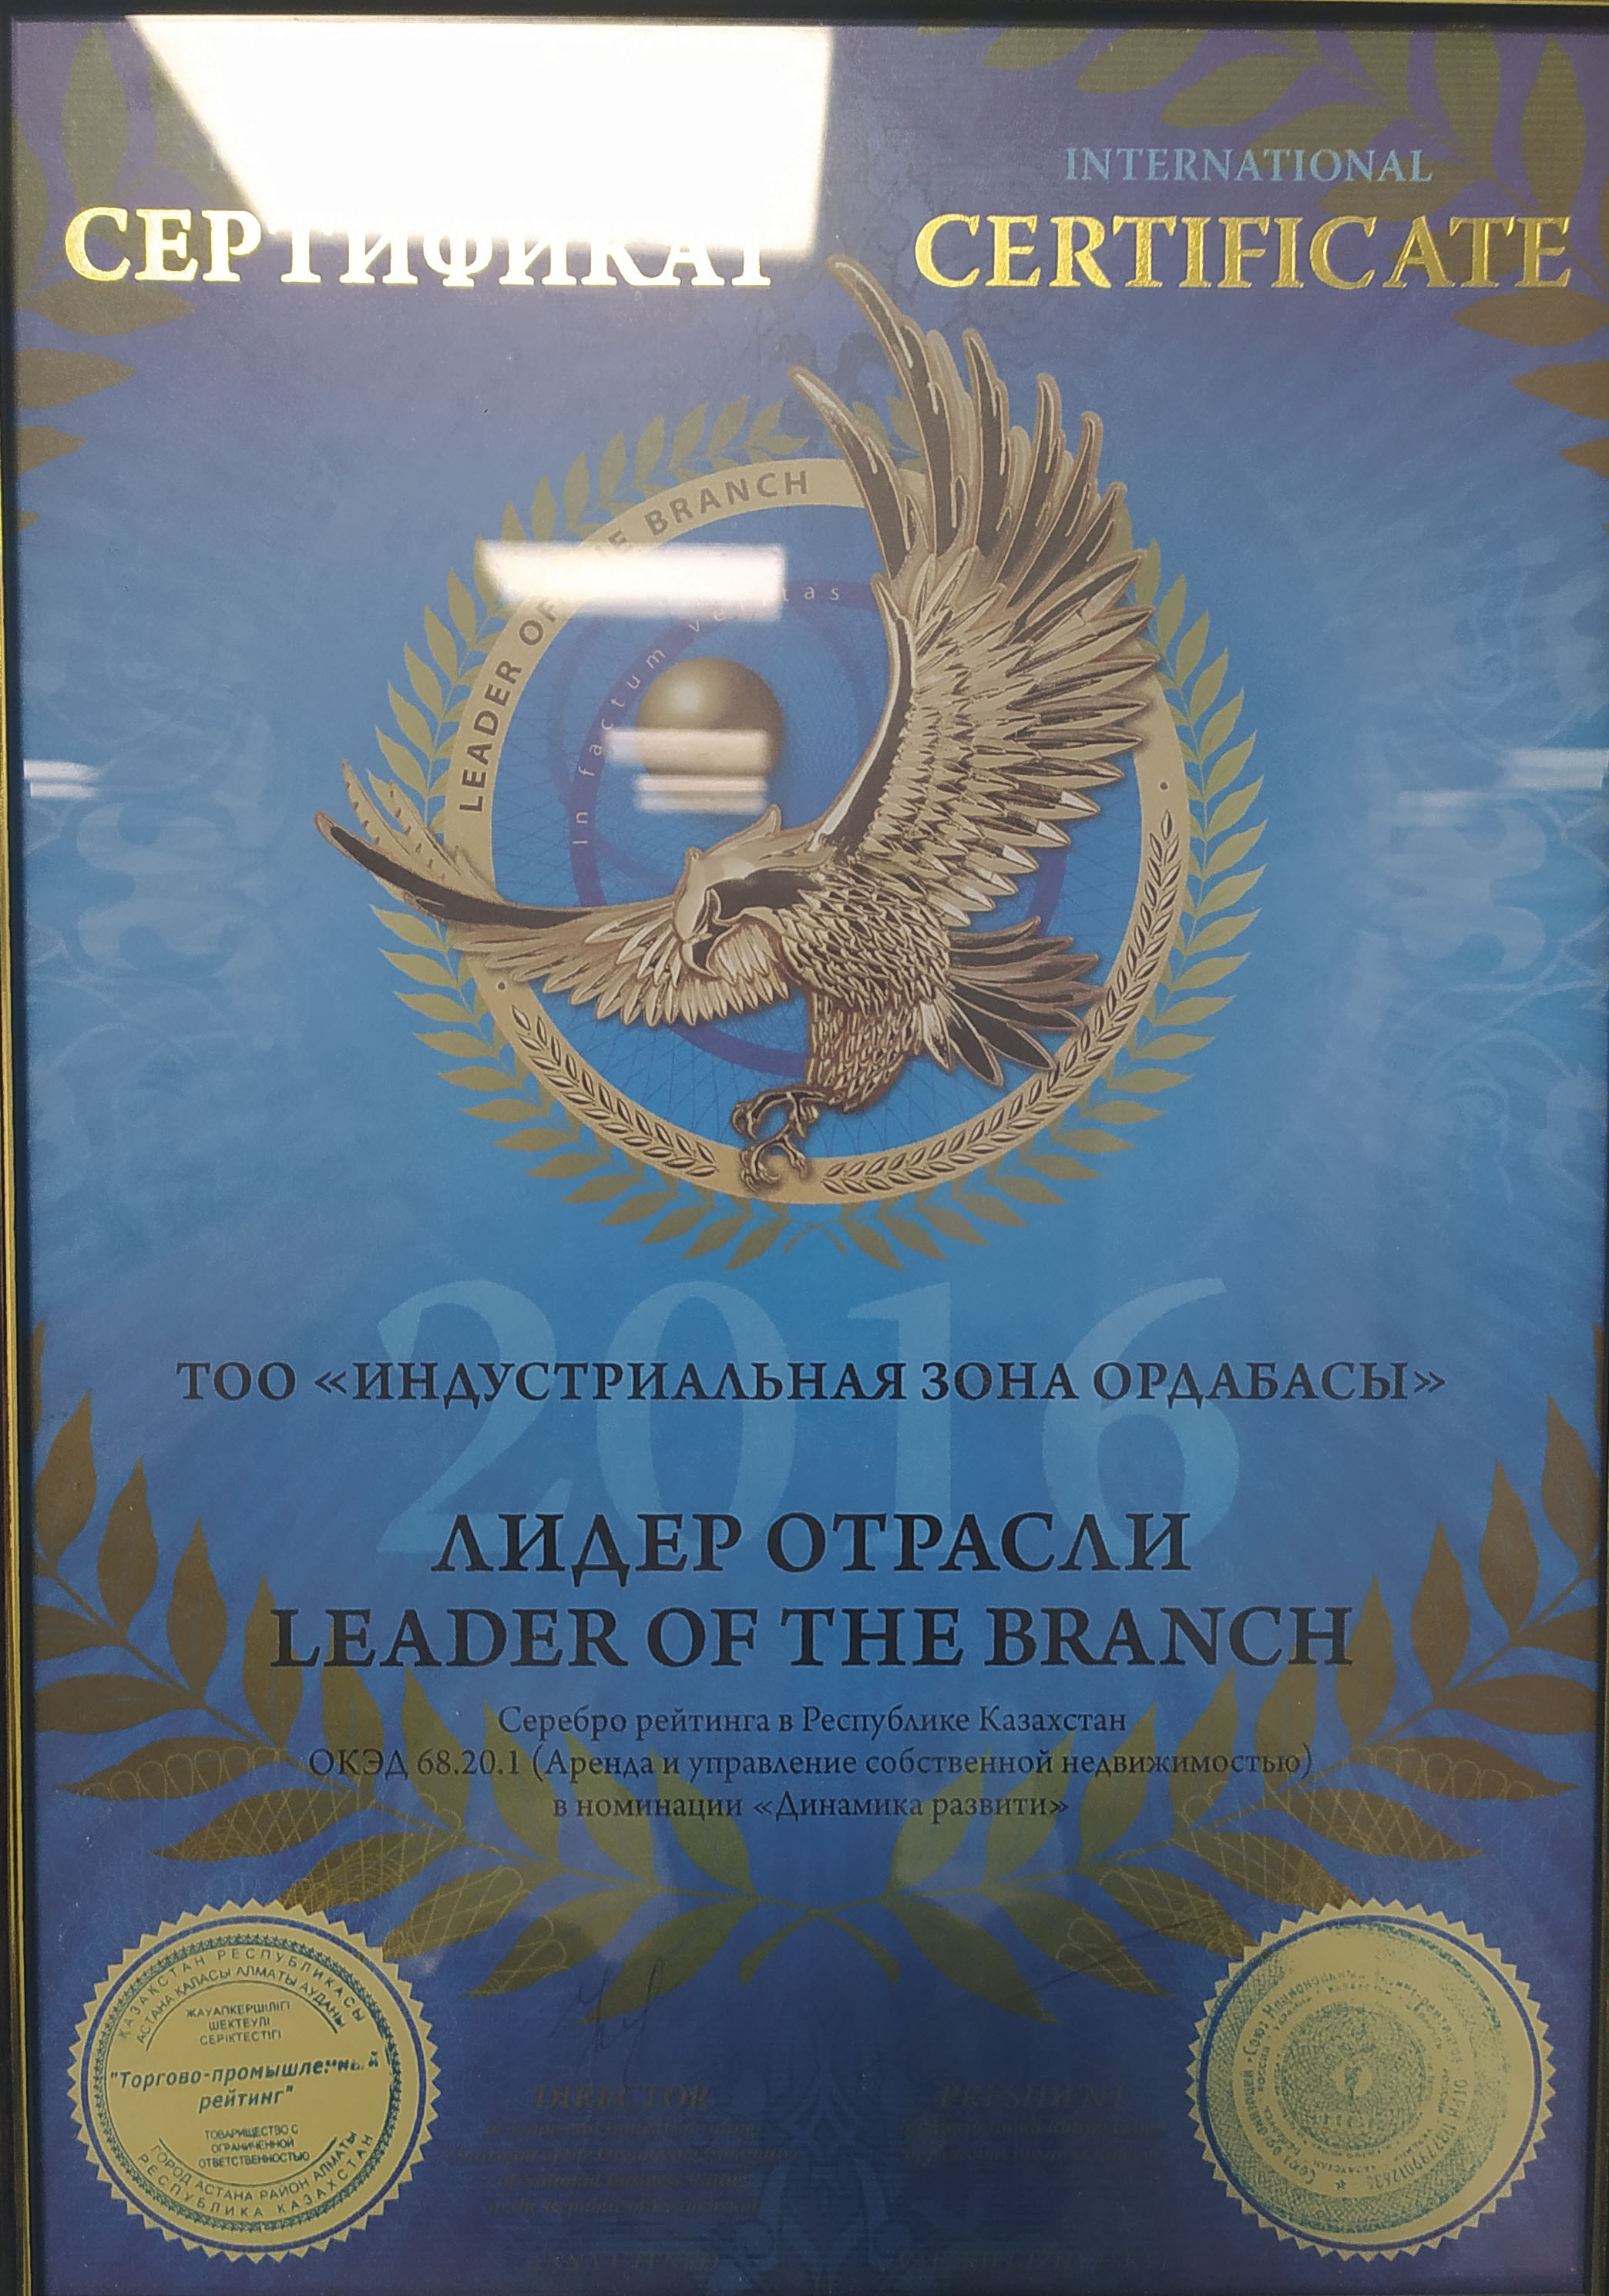 INTERNATIONAL
СЕРТИФИКАТ
CERTIFICATE
LEADER OF THE BRANCH
In factum veritas
2016
ТОО «ИНДУСТРИАЛЬНАЯ ЗОНА ОРДАБАСЫ»
ЛИДЕР ОТРАСЛИ
LEADER OF THE BRANCH
Серебро рейтинга в Республике Казахстан
ОКЭД 68.20.1 (Аренда и управление собственной недвижимостью)
в номинации «Динамика развити»
ҚАЗАҚСТАН РЕСПУБЛИКАСЫ
АСТАНА ҚАЛАСЫ АЛМАТЫ АУДАНЫ
ЖАУАПКЕРШІЛІГІ
ШЕКТЕУЛІ
СЕРІКТЕСТІГІ
"Торгово-промышленный
рейтинг"
ТОВАРИЩЕСТВО С
ОГРАНИЧЕННОЙ
ОТВЕТСТВЕННОСТЬЮ
ГОРОД АСТАНА РАЙОН АЛМАТЫ
РЕСПУБЛИКА КАЗАХСТАН
DIRECTOR
PRESIDENT